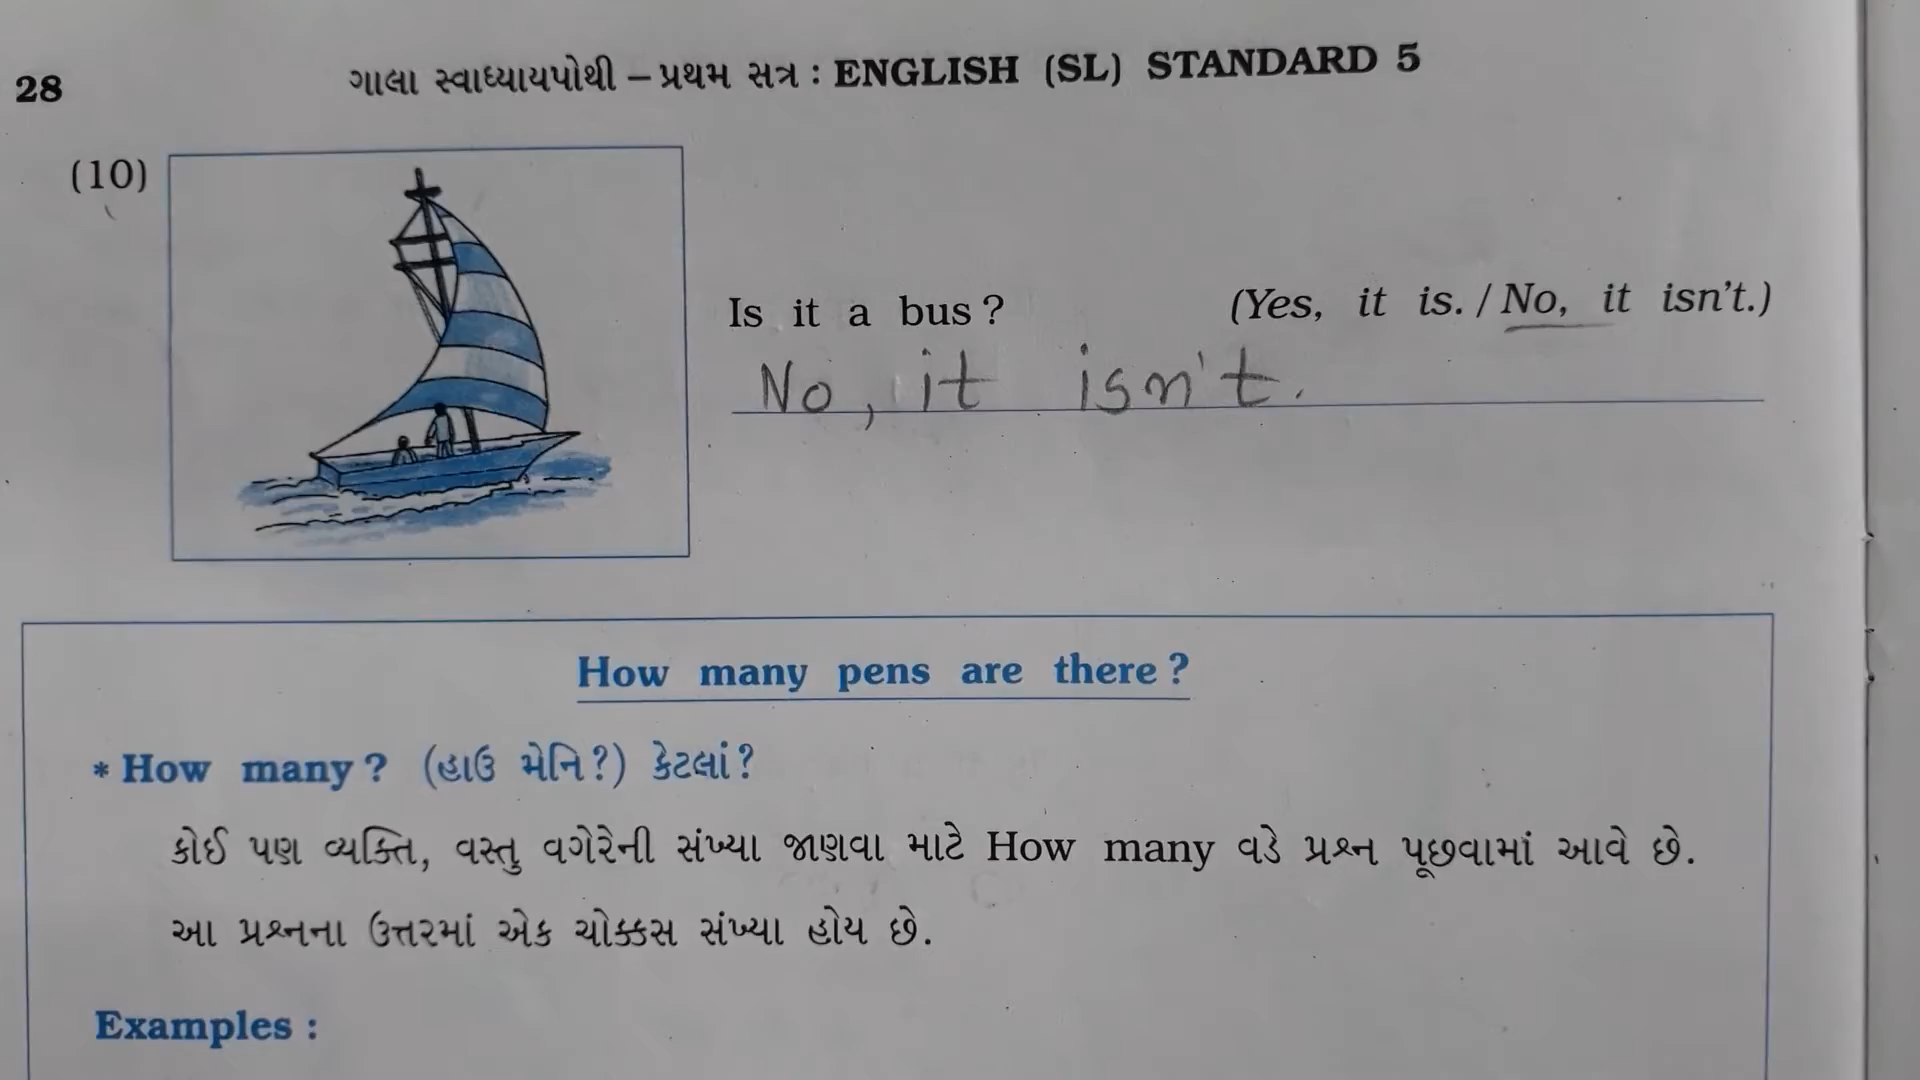 28 ગાલા સ્વાધ્યાયપોથી – પ્રથમ સત્ર : ENGLISH (SL) STANDARD 5
(10)
Is it a bus? (Yes, it is. / No, it isn't.)
No, it isn't.
How many pens are there?
* How many? (હાઉ મેનિ?) કેટલાં?
કોઈ પણ વ્યક્તિ, વસ્તુ વગેરેની સંખ્યા જાણવા માટે How many વડે પ્રશ્ન પૂછવામાં આવે છે.
આ પ્રશ્નના ઉત્તરમાં એક ચોક્કસ સંખ્યા હોય છે.
Examples :